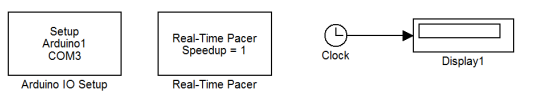 Setup
Arduino1
COM3
Arduino IO Setup
Real-Time Pacer
Speedup = 1
Real-Time Pacer
Clock
Display1